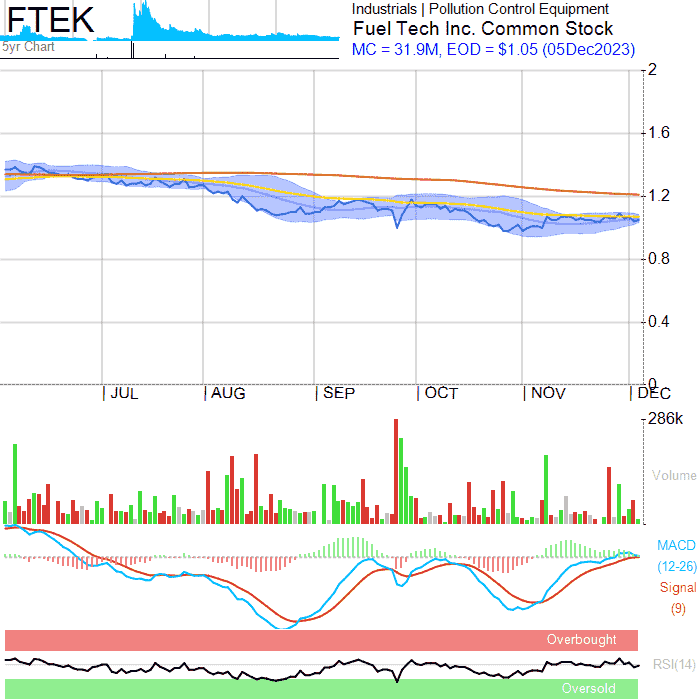 FTEK
5yr Chart
Industrials | Pollution Control Equipment
Fuel Tech Inc. Common Stock
MC = 31.9M, EOD = $1.05 (05Dec2023)
2
1.6
1.2
0.8
0.4
0
JUL AUG SEP OCT NOV DEC
286k
Volume
MACD
(12-26)
Signal
(9)
Overbought
RSI(14)
Oversold